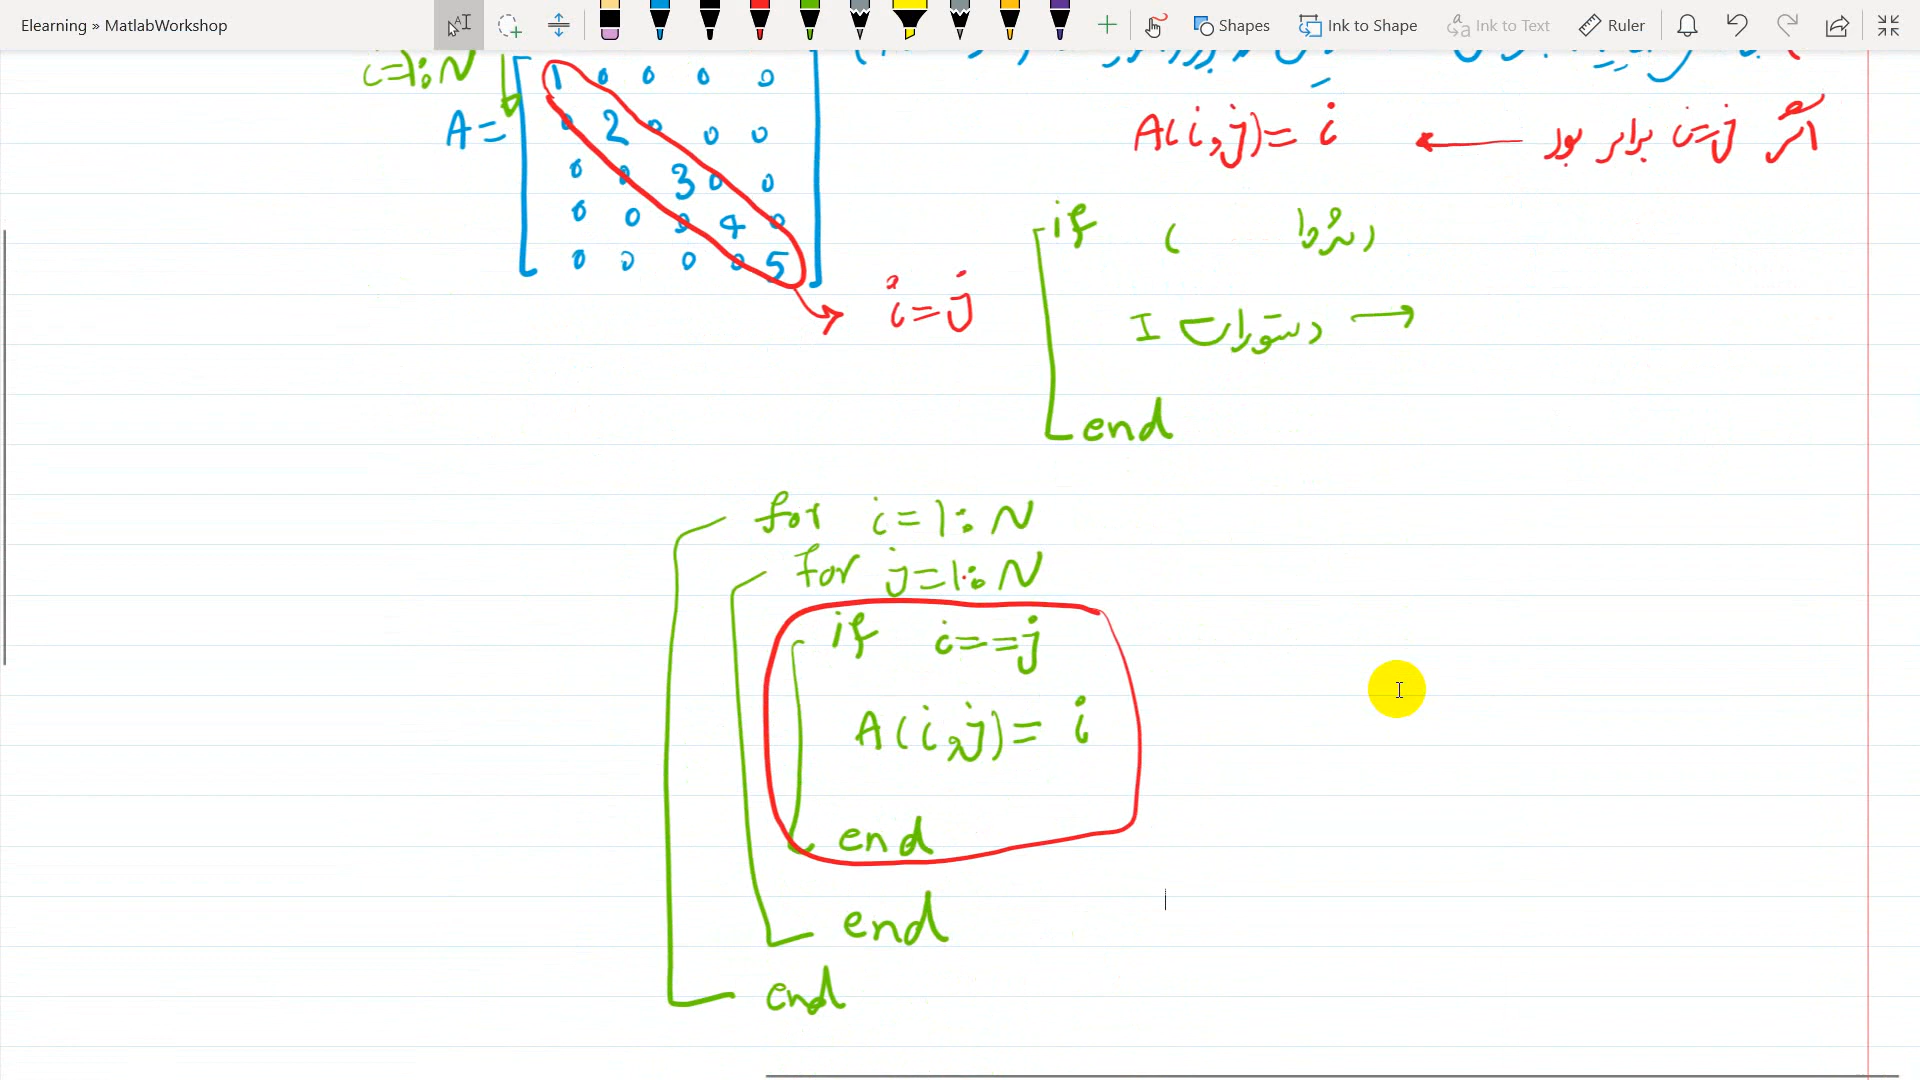 Elearning » MatlabWorkshop
Shapes
Ink to Shape
Ink to Text
Ruler
i=1:N
A=
1 0 0 0 0
0 2 0 0 0
0 0 3 0 0
0 0 0 4 0
0 0 0 0 5
i=j
اگر i=j برابر بود ← A(i,j)= i
if ( شرط )
دستورات I →
end
for i=1:N
for j=1:N
if i==j
A(i,j)= i
end
end
end